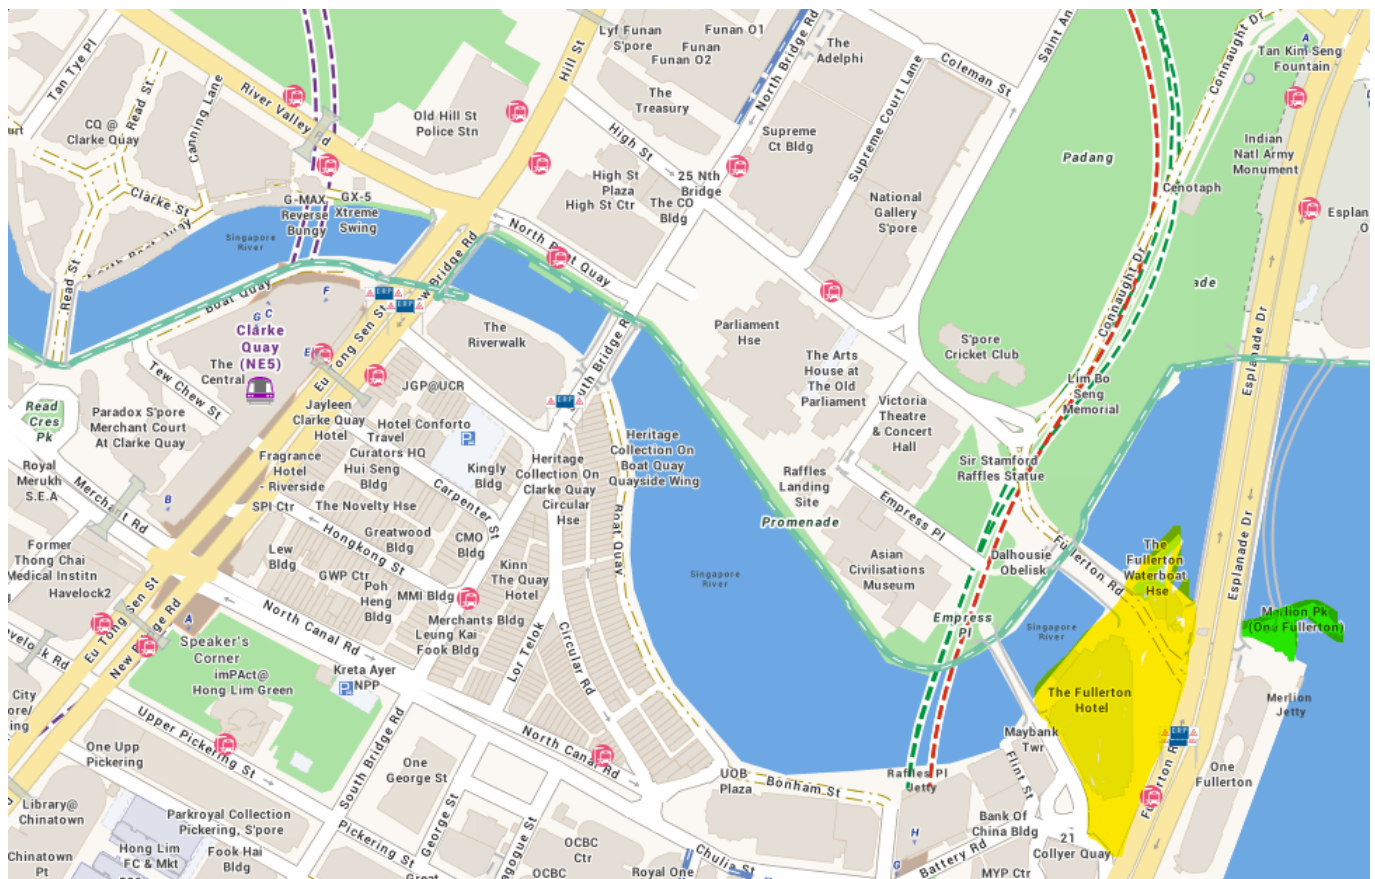 Lyf Funan
S'pore
Funan O1
Funan
Funan O2
The
Adelphi
North Bridge Rd
Coleman St
Saint An
Connaught Dr
A
Tan Kim Seng
Fountain
Tan Tye Pl
Read St
Canning Lane
River Valley Rd
Hill St
The
Treasury
Old Hill St
Police Stn
CQ @
Clarke Quay
High St
Supreme
Ct Bldg
Supreme Court Lane
Padang
Indian
Natl Army
Monument
Cenotaph
Clarke St
G-MAX
Reverse
Bungy
GX-5
Xtreme
Swing
High St
Plaza
High St Ctr
25 Nth
Bridge
The CO
Bldg
National
Gallery
S'pore
Esplan
Singapore
River
North Boat Quay
Read St
Boat Quay
F
G C
ERP
ERP
Clarke
Quay
(NE5)
E
The
Central
Tew Chew St
Eu Tong Sen St
The
Riverwalk
Parliament
Hse
The Arts
House at
The Old
Parliament
S'pore
Cricket Club
Connaught Dr
ade
Esplanade Dr
Read
Cres
Pk
Paradox S'pore
Merchant Court
At Clarke Quay
JGP@UCR
Jayleen
Clarke Quay
Hotel
Hotel Conforto
Travel
Curators HQ
Hui Seng
Bldg
ERP
Lim Bo
Seng
Memorial
Victoria
Theatre
& Concert
Hall
Royal
Merukh
S.E.A
Fragrance
Hotel
- Riverside
Kingly
Bldg
Heritage
Collection On
Clarke Quay
Circular
Hse
Heritage
Collection On
Boat Quay
Quayside Wing
Raffles
Landing
Site
Sir Stamford
Raffles Statue
Merchant Rd
B
SPI Ctr
The Novelty Hse
Carpenter St
Promenade
Empress Pl
Esplanade Dr
Former
Thong Chai
Medical Institn
Havelock2
Lew
Bldg
Hongkong St
Greatwood
Bldg
CMO
Bldg
GWP Ctr
Poh
Heng
Bldg
MMI Bldg
Kinn
The Quay
Hotel
Boat Quay
Singapore
River
Asian
Civilisations
Museum
Dalhousie
Obelisk
Fullerton Rd
The
Fullerton
Waterboat
Hse
Eu Tong Sen St
A
North Canal Rd
Merchants Bldg
Leung Kai
Fook Bldg
Empress
Pl
Singapore
River
Merlion Pk
(One Fullerton)
Speaker's
Corner
imPAct@
Hong Lim Green
Kreta Ayer
NPP
Lor Telok
Circular Rd
The Fullerton
Hotel
Merlion
Jetty
Upper Pickering St
North Canal Rd
Maybank
Twr
ERP
One Upp
Pickering
South Bridge Rd
One
George St
UOB
Plaza
Bonham St
Raffles Pl
Jetty
Flint St
One
Fullerton
Library@
Chinatown
Parkroyal Collection
Pickering, S'pore
George St
Pickering St
H
Bank Of
China Bldg
21
Collyer Quay
Hong Lim
FC & Mkt
Fook Hai
Bldg
OCBC
Ctr
Chulia St
G
Battery Rd
Chinatown
Pt
OCBC
Royal One
MYP Ctr